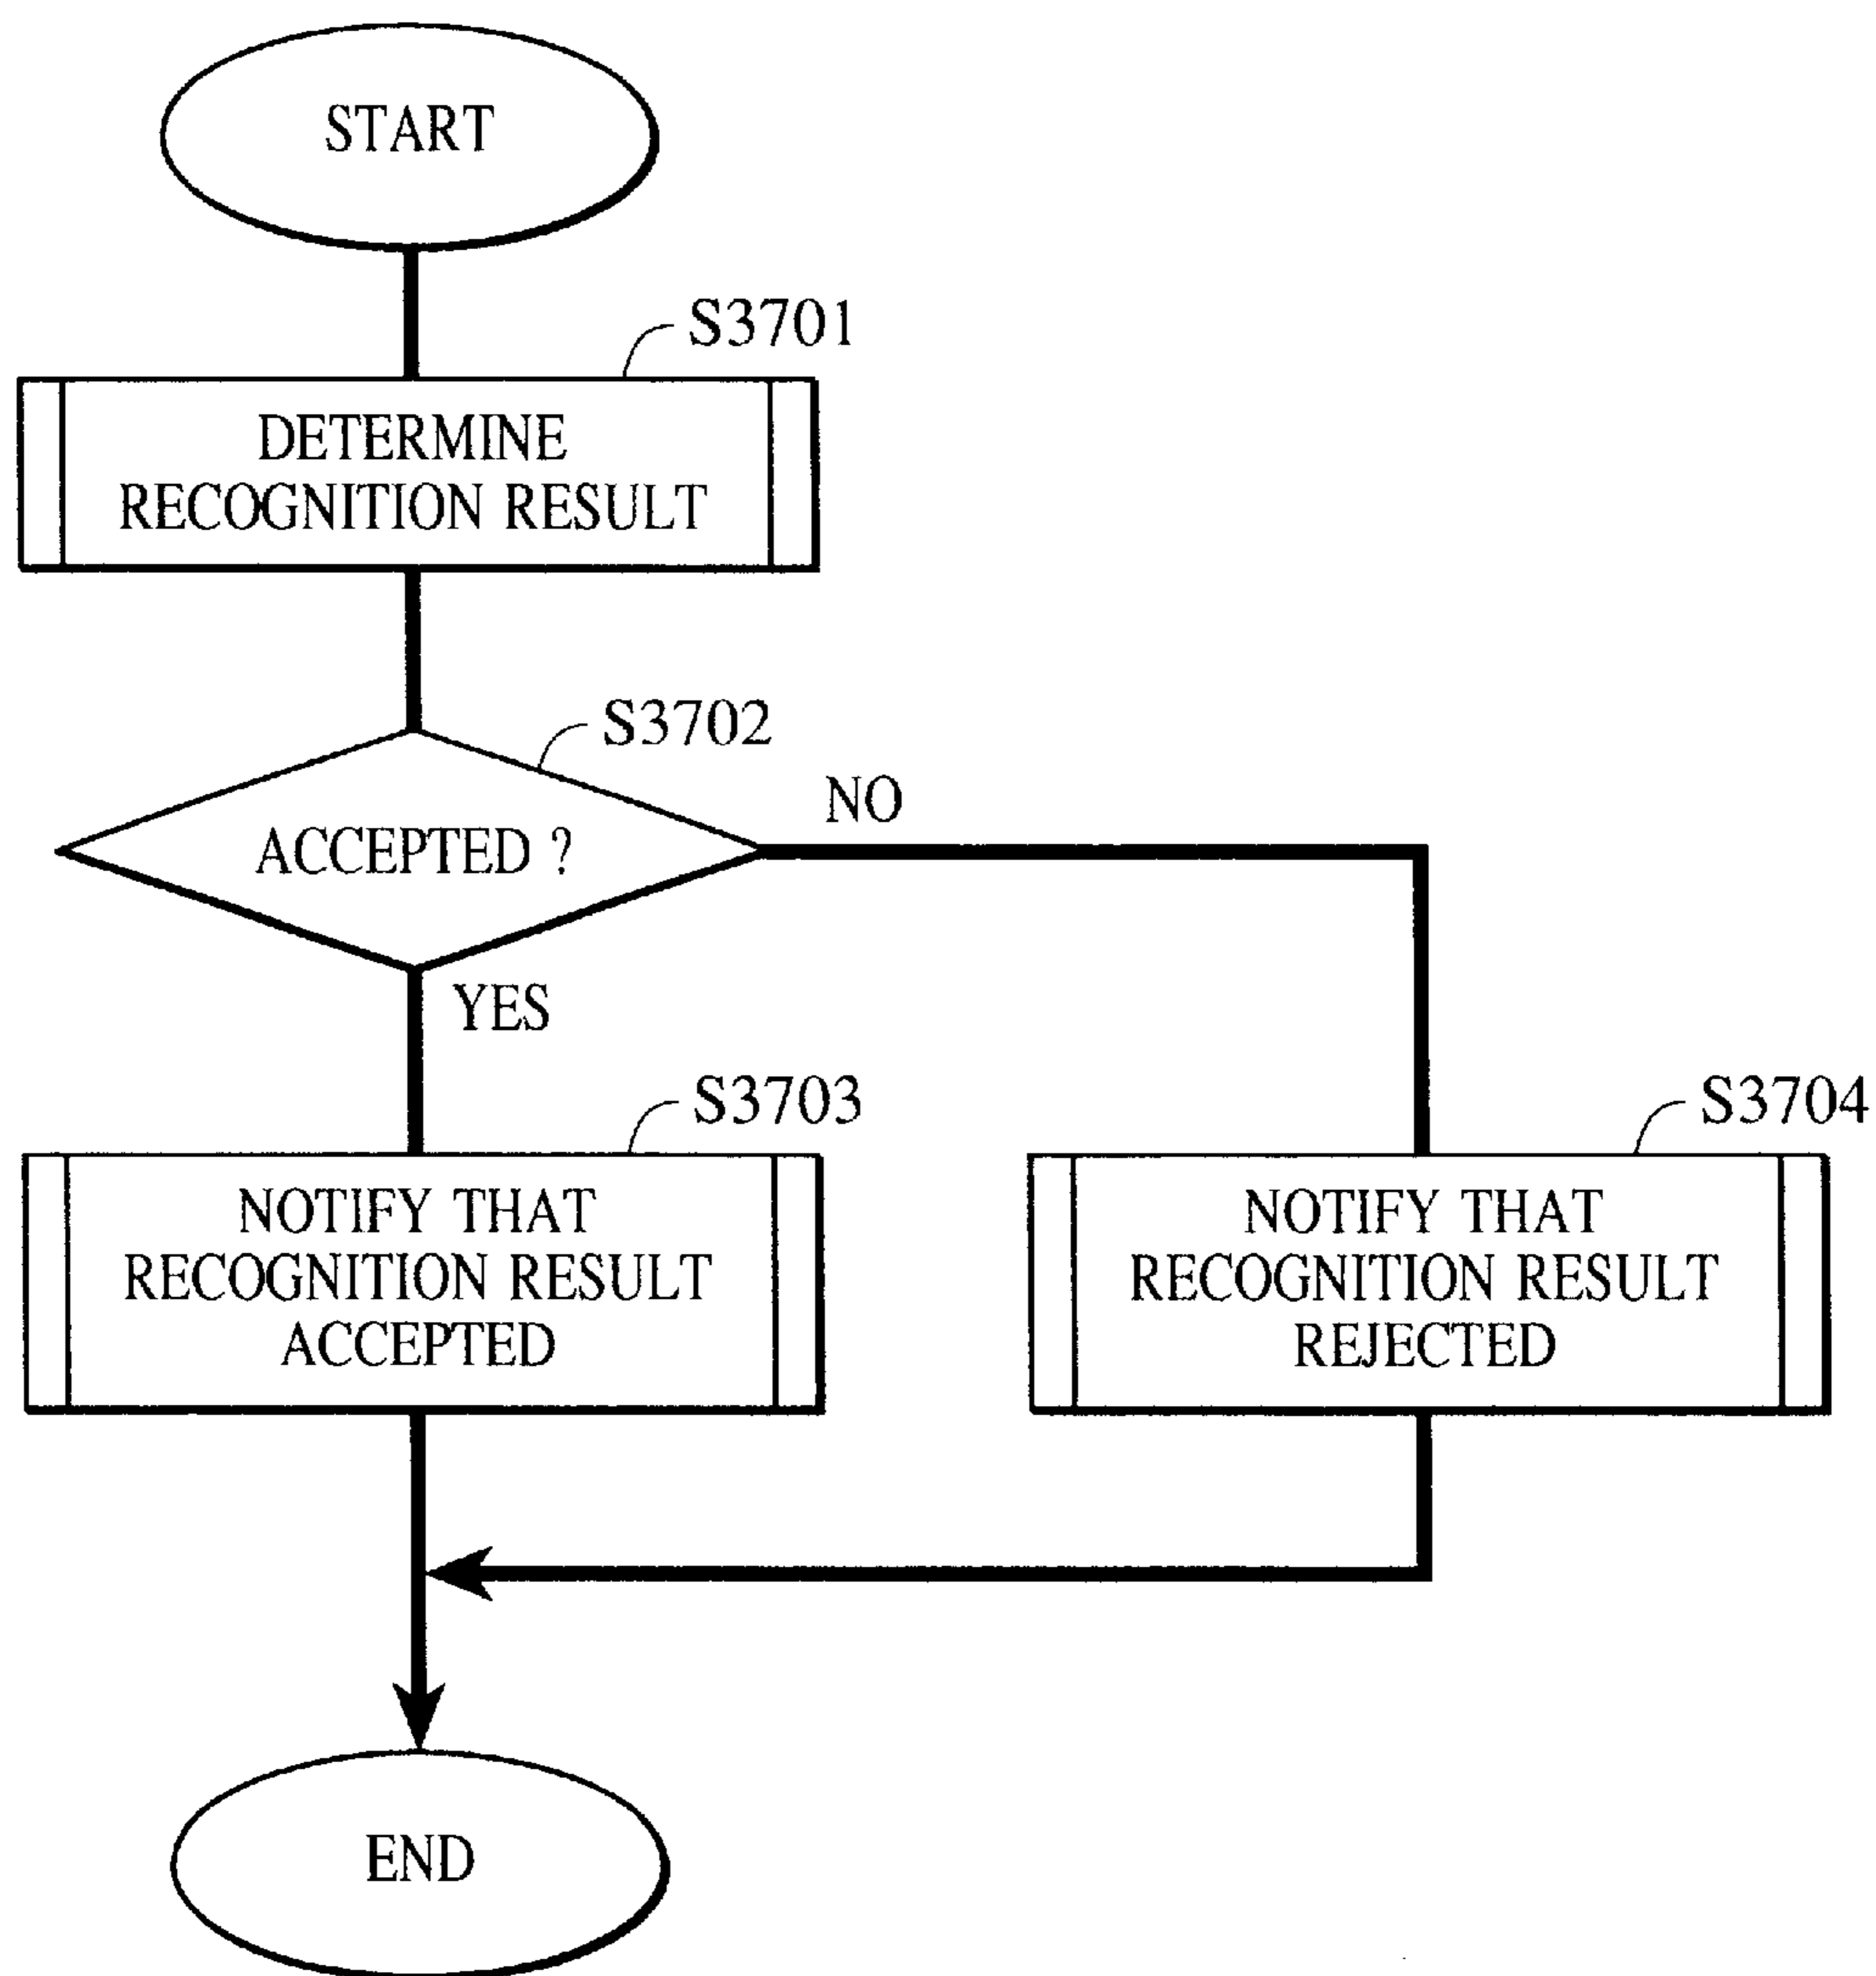 START
S3701
DETERMINE
RECOGNITION RESULT
S3702
ACCEPTED ?
NO
YES
S3703
NOTIFY THAT
RECOGNITION RESULT
ACCEPTED
S3704
NOTIFY THAT
RECOGNITION RESULT
REJECTED
END